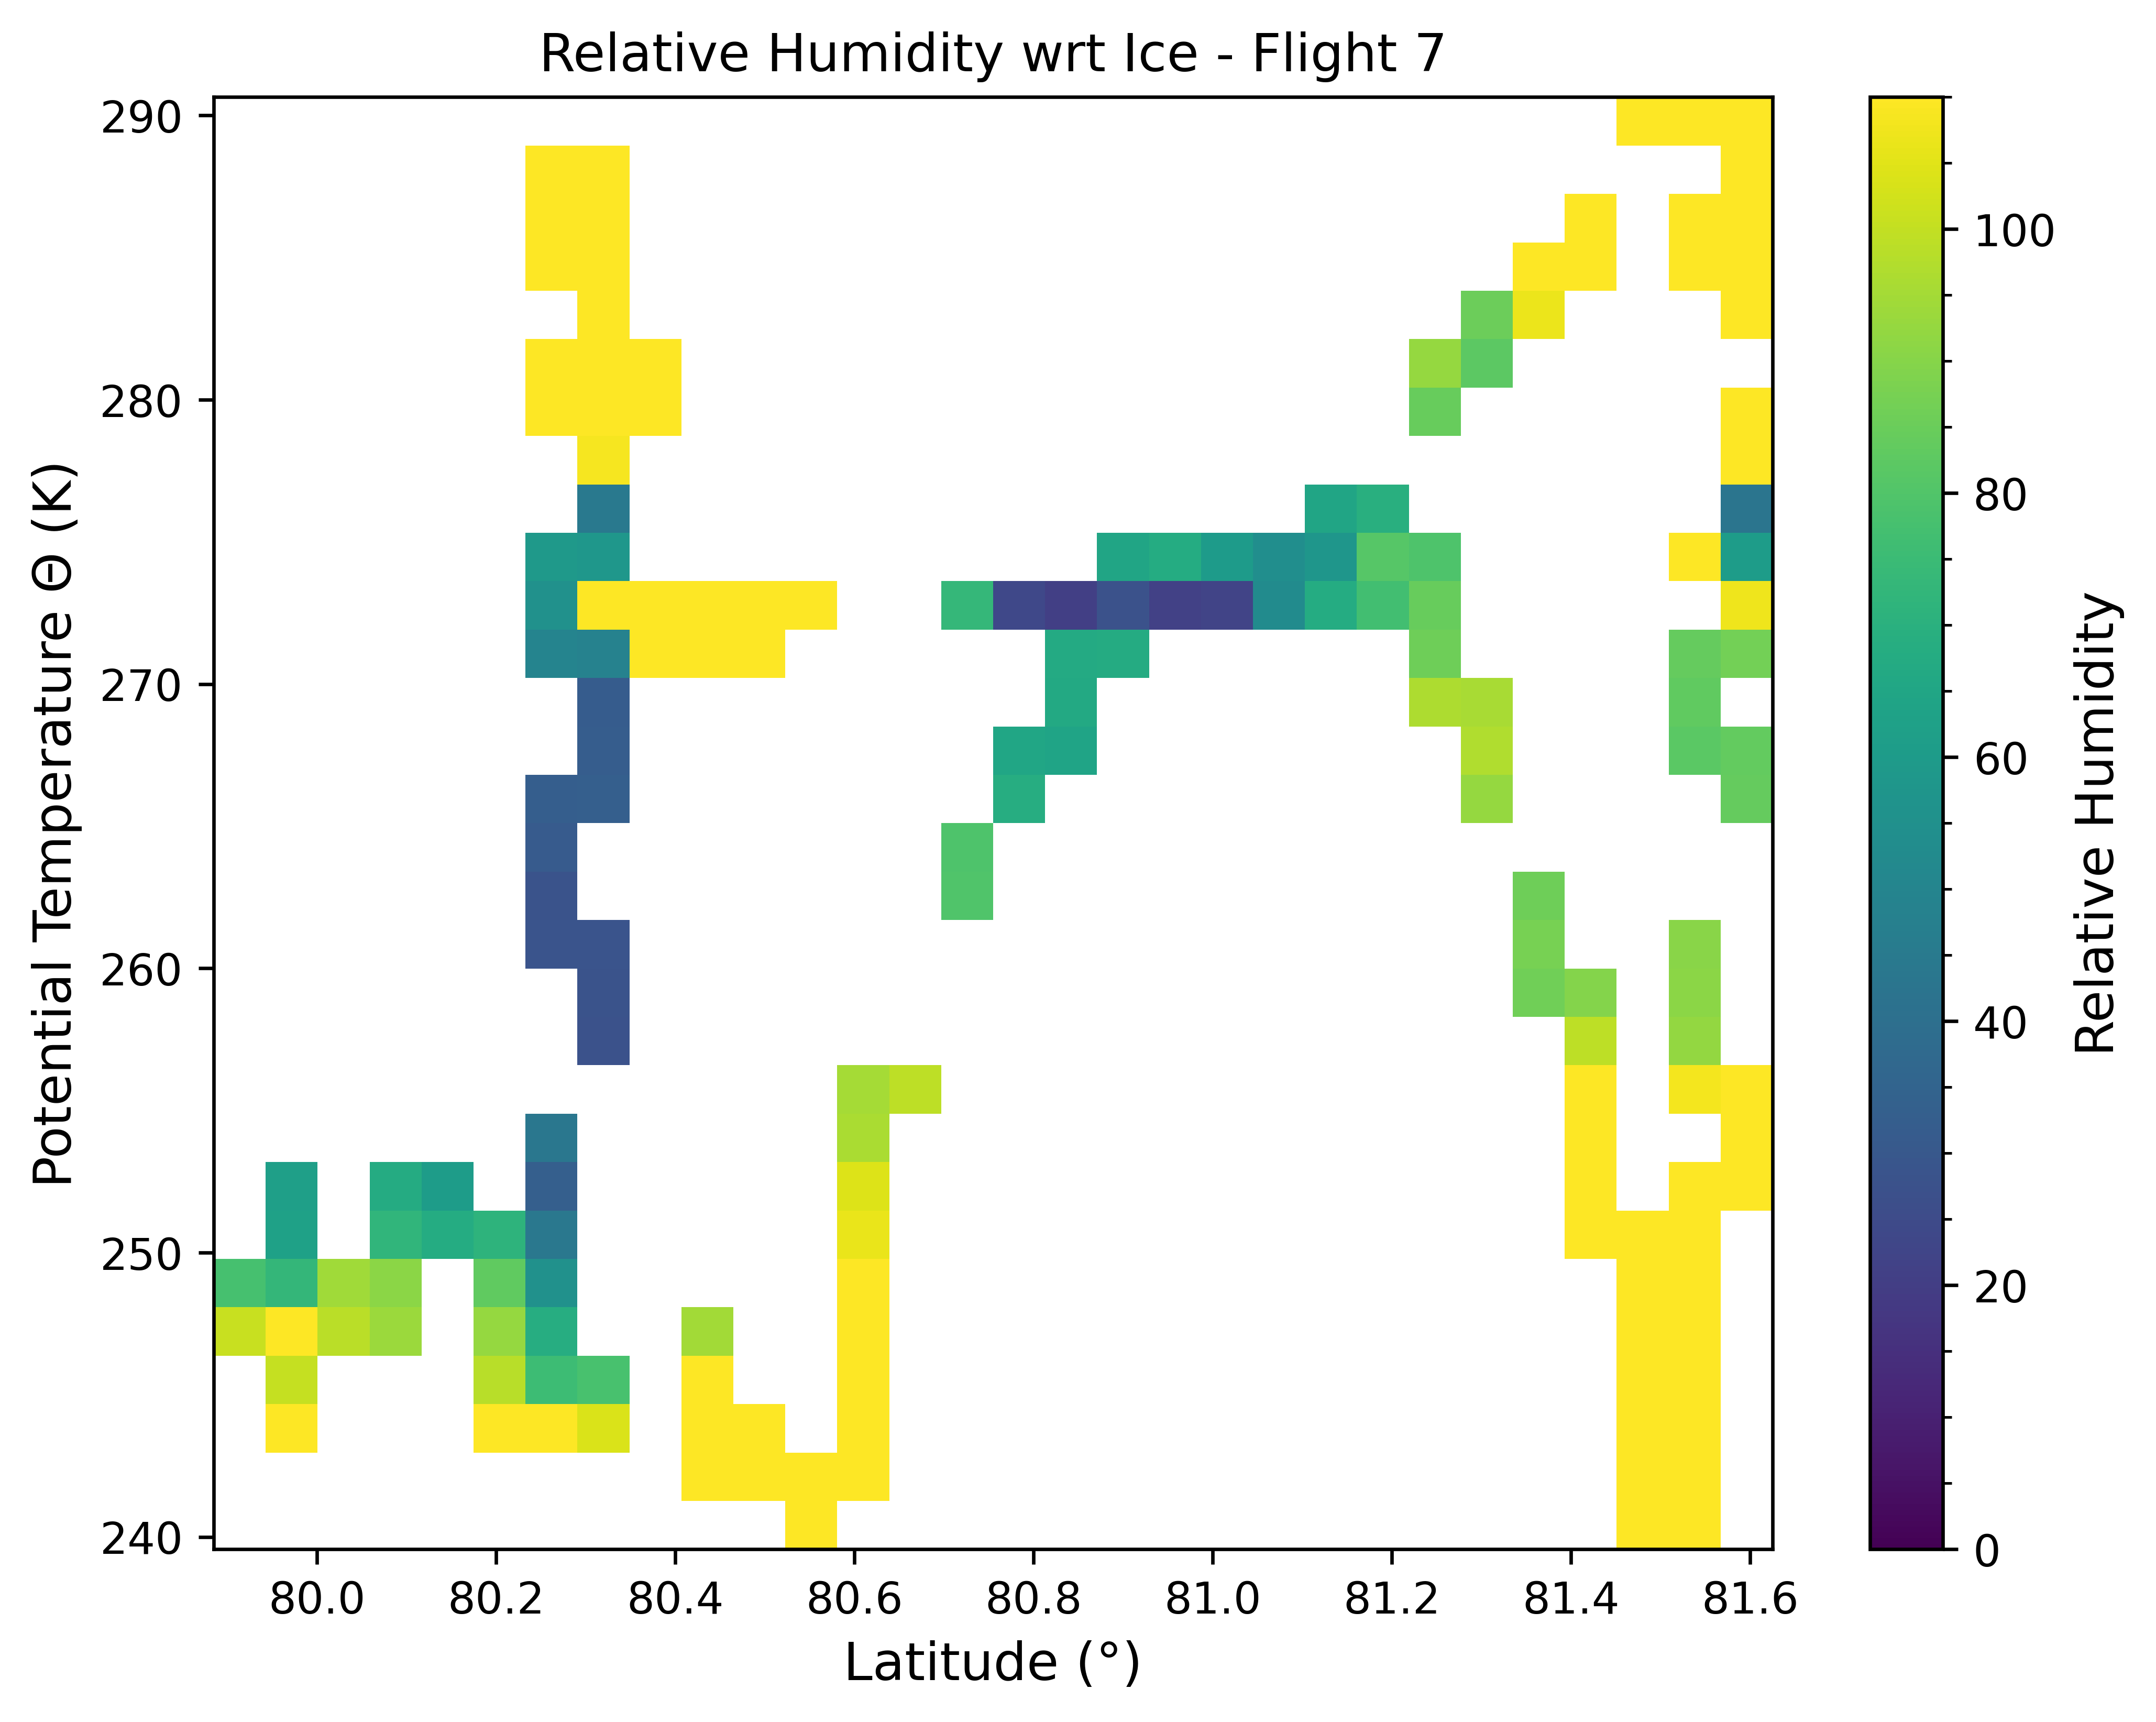 Relative Humidity wrt Ice - Flight 7
Potential Temperature Θ (K)
290
280
270
260
250
240
80.0 80.2 80.4 80.6 80.8 81.0 81.2 81.4 81.6
Latitude (°)
100
80
60
40
20
0
Relative Humidity